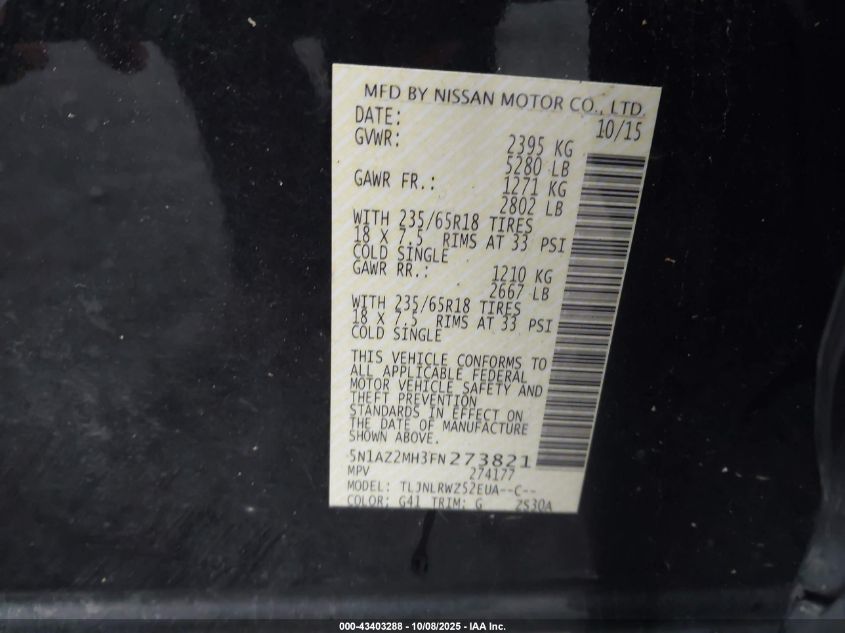 MFD BY NISSAN MOTOR CO., LTD.
DATE: 10/15
GVWR: 2395 KG
5280 LB
GAWR FR.: 1271 KG
2802 LB
WITH 235/65R18 TIRES
18 X 7.5 RIMS AT 33 PSI
COLD SINGLE
GAWR RR.: 1210 KG
2667 LB
WITH 235/65R18 TIRES
18 X 7.5 RIMS AT 33 PSI
COLD SINGLE
THIS VEHICLE CONFORMS TO
ALL APPLICABLE FEDERAL
MOTOR VEHICLE SAFETY AND
THEFT PREVENTION
STANDARDS IN EFFECT ON
THE DATE OF MANUFACTURE
SHOWN ABOVE.
5N1AZ2MH3FN273821
MPV 274177
MODEL: TLJNLRWZ52EUA--C--
COLOR: G41 TRIM: G ZS30A
000-43403288 - 10/08/2025 - IAA Inc.